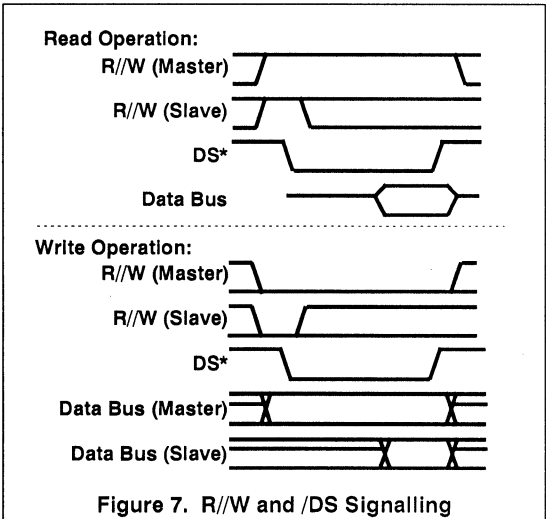 Read Operation:
R//W (Master)
R//W (Slave)
DS*
Data Bus
Write Operation:
R//W (Master)
R//W (Slave)
DS*
Data Bus (Master)
Data Bus (Slave)
Figure 7. R//W and /DS Signalling